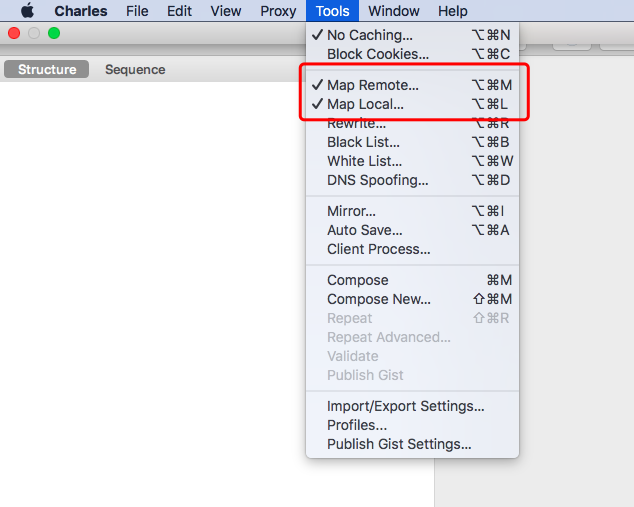 Charles File Edit View Proxy Tools Window Help
Structure Sequence
✓ No Caching... ⌥⌘N
Block Cookies... ⌥⌘C
✓ Map Remote... ⌥⌘M
✓ Map Local... ⌥⌘L
Rewrite... ⌥⌘R
Black List... ⌥⌘B
White List... ⌥⌘W
DNS Spoofing... ⌥⌘D
Mirror... ⌥⌘I
Auto Save... ⌥⌘A
Client Process...
Compose ⌘M
Compose New... ⇧⌘M
Repeat ⇧⌘R
Repeat Advanced...
Validate
Publish Gist
Import/Export Settings...
Profiles...
Publish Gist Settings...